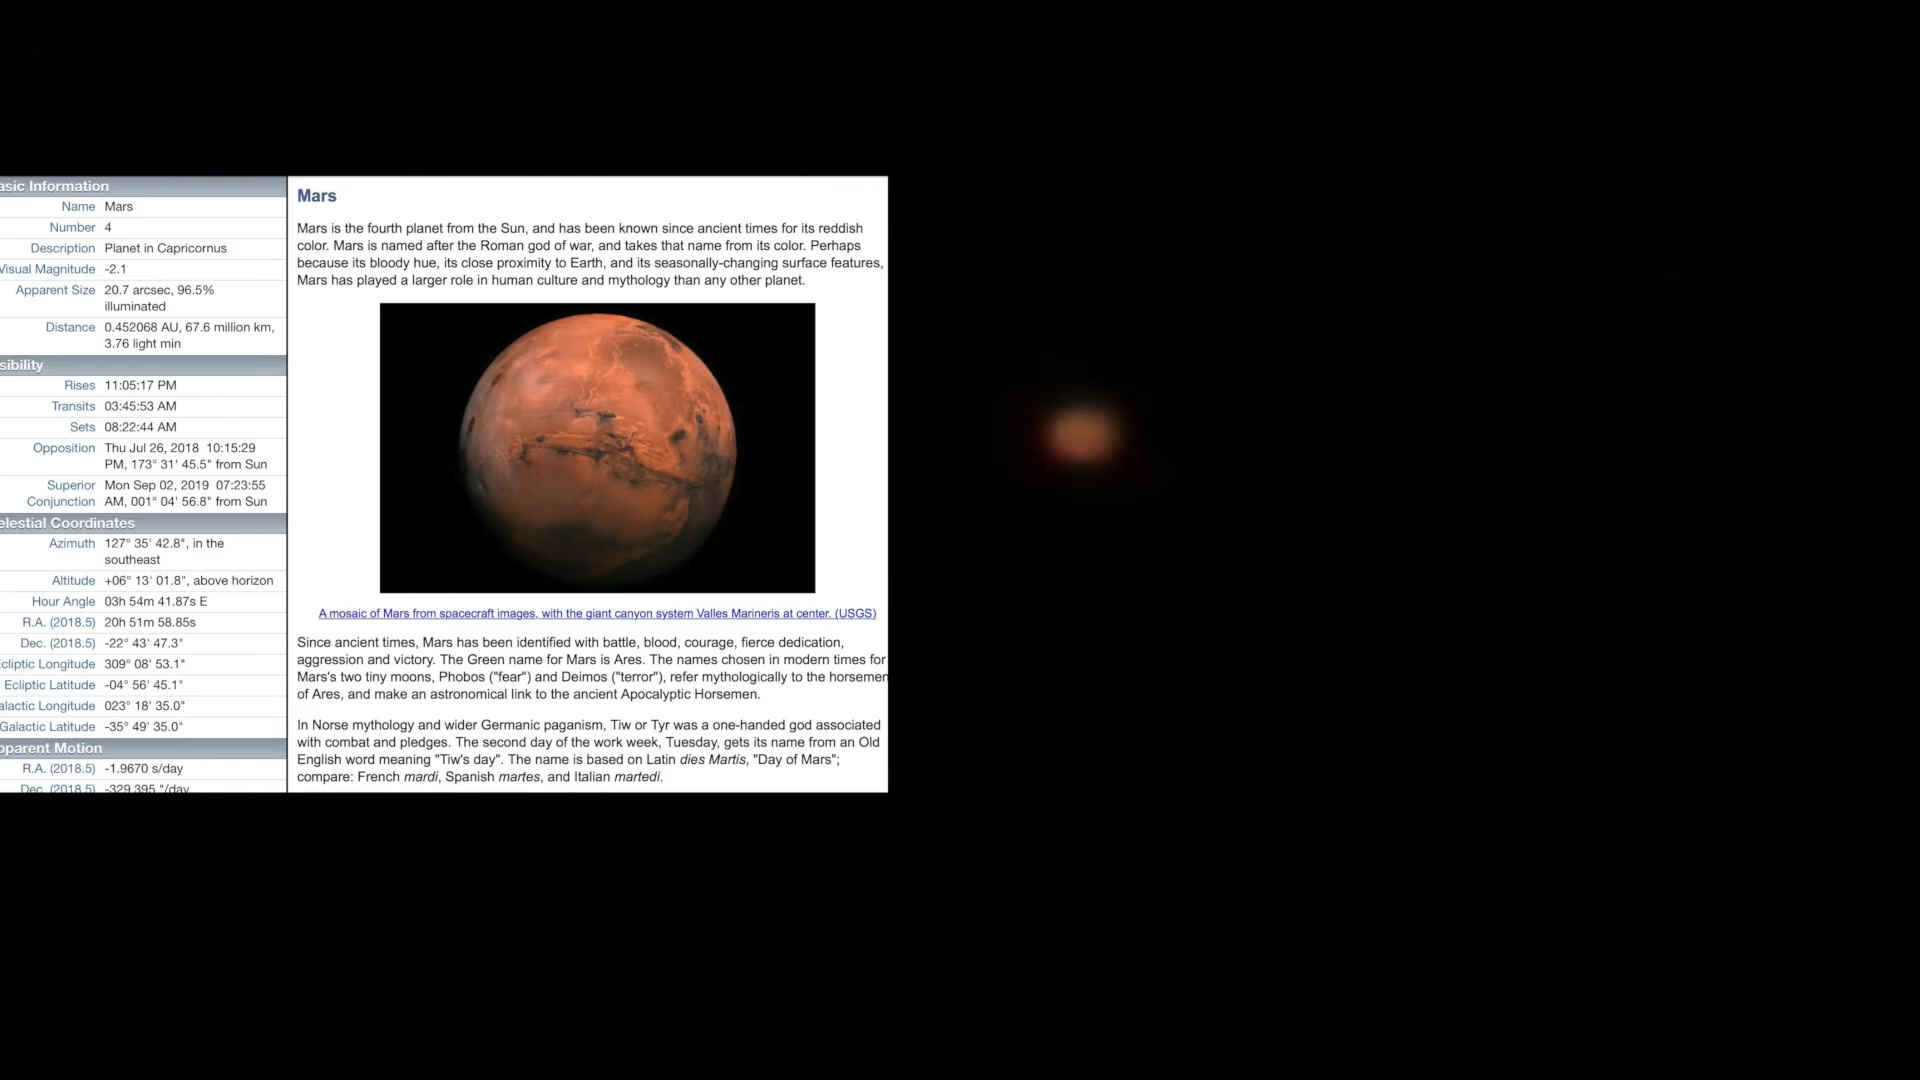 asic Information
Name Mars
Number 4
Description Planet in Capricornus
Visual Magnitude -2.1
Apparent Size 20.7 arcsec, 96.5%
illuminated
Distance 0.452068 AU, 67.6 million km,
3.76 light min
sibility
Rises 11:05:17 PM
Transits 03:45:53 AM
Sets 08:22:44 AM
Opposition Thu Jul 26, 2018 10:15:29
PM, 173° 31' 45.5" from Sun
Superior Mon Sep 02, 2019 07:23:55
Conjunction AM, 001° 04' 56.8" from Sun
elestial Coordinates
Azimuth 127° 35' 42.8", in the
southeast
Altitude +06° 13' 01.8", above horizon
Hour Angle 03h 54m 41.87s E
R.A. (2018.5) 20h 51m 58.85s
Dec. (2018.5) -22° 43' 47.3"
Ecliptic Longitude 309° 08' 53.1"
Ecliptic Latitude -04° 56' 45.1"
alactic Longitude 023° 18' 35.0"
Galactic Latitude -35° 49' 35.0"
pparent Motion
R.A. (2018.5) -1.9670 s/day
Dec. (2018.5) -329.395 "/day
Mars
Mars is the fourth planet from the Sun, and has been known since ancient times for its reddish
color. Mars is named after the Roman god of war, and takes that name from its color. Perhaps
because its bloody hue, its close proximity to Earth, and its seasonally-changing surface features,
Mars has played a larger role in human culture and mythology than any other planet.
A mosaic of Mars from spacecraft images, with the giant canyon system Valles Marineris at center. (USGS)
Since ancient times, Mars has been identified with battle, blood, courage, fierce dedication,
aggression and victory. The Green name for Mars is Ares. The names chosen in modern times for
Mars's two tiny moons, Phobos ("fear") and Deimos ("terror"), refer mythologically to the horsemen
of Ares, and make an astronomical link to the ancient Apocalyptic Horsemen.
In Norse mythology and wider Germanic paganism, Tiw or Tyr was a one-handed god associated
with combat and pledges. The second day of the work week, Tuesday, gets its name from an Old
English word meaning "Tiw's day". The name is based on Latin dies Martis, "Day of Mars";
compare: French mardi, Spanish martes, and Italian martedi.